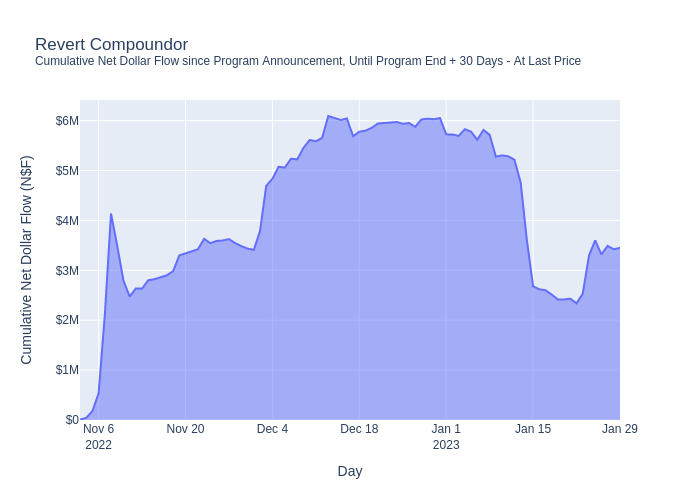 Revert Compoundor
Cumulative Net Dollar Flow since Program Announcement, Until Program End + 30 Days - At Last Price
Cumulative Net Dollar Flow (N$F)
$6M
$5M
$4M
$3M
$2M
$1M
$0
Nov 6
2022
Nov 20
Dec 4
Dec 18
Jan 1
2023
Jan 15
Jan 29
Day